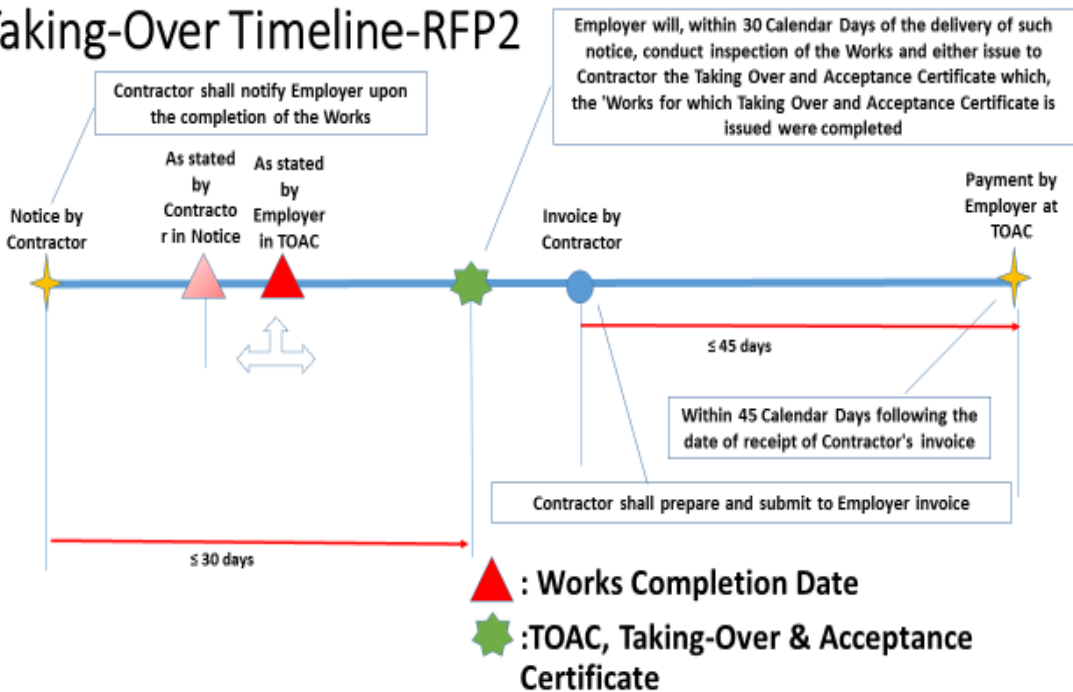 Taking-Over Timeline-RFP2
Employer will, within 30 Calendar Days of the delivery of such
notice, conduct inspection of the Works and either issue to
Contractor the Taking Over and Acceptance Certificate which,
the 'Works for which Taking Over and Acceptance Certificate is
issued were completed
Contractor shall notify Employer upon
the completion of the Works
Notice by
Contractor
As stated
by
Contracto
r in Notice
As stated
by
Employer
in TOAC
Invoice by
Contractor
Payment by
Employer at
TOAC
≤ 45 days
Within 45 Calendar Days following the
date of receipt of Contractor's invoice
Contractor shall prepare and submit to Employer invoice
≤ 30 days
: Works Completion Date
:TOAC, Taking-Over & Acceptance
Certificate